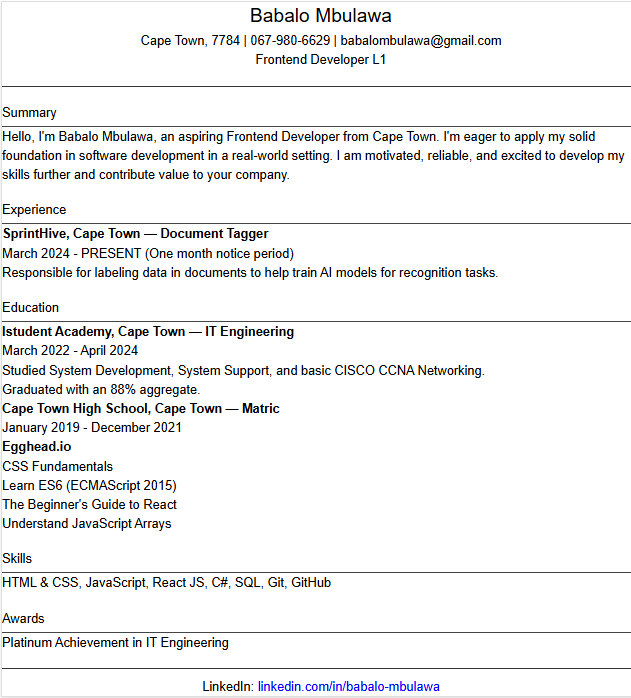 Babalo Mbulawa
Cape Town, 7784 | 067-980-6629 | babalombulawa@gmail.com
Frontend Developer L1
Summary
Hello, I'm Babalo Mbulawa, an aspiring Frontend Developer from Cape Town. I'm eager to apply my solid
foundation in software development in a real-world setting. I am motivated, reliable, and excited to develop my
skills further and contribute value to your company.
Experience
SprintHive, Cape Town — Document Tagger
March 2024 - PRESENT (One month notice period)
Responsible for labeling data in documents to help train AI models for recognition tasks.
Education
Istudent Academy, Cape Town — IT Engineering
March 2022 - April 2024
Studied System Development, System Support, and basic CISCO CCNA Networking.
Graduated with an 88% aggregate.
Cape Town High School, Cape Town — Matric
January 2019 - December 2021
Egghead.io
CSS Fundamentals
Learn ES6 (ECMAScript 2015)
The Beginner's Guide to React
Understand JavaScript Arrays
Skills
HTML & CSS, JavaScript, React JS, C#, SQL, Git, GitHub
Awards
Platinum Achievement in IT Engineering
LinkedIn: linkedin.com/in/babalo-mbulawa